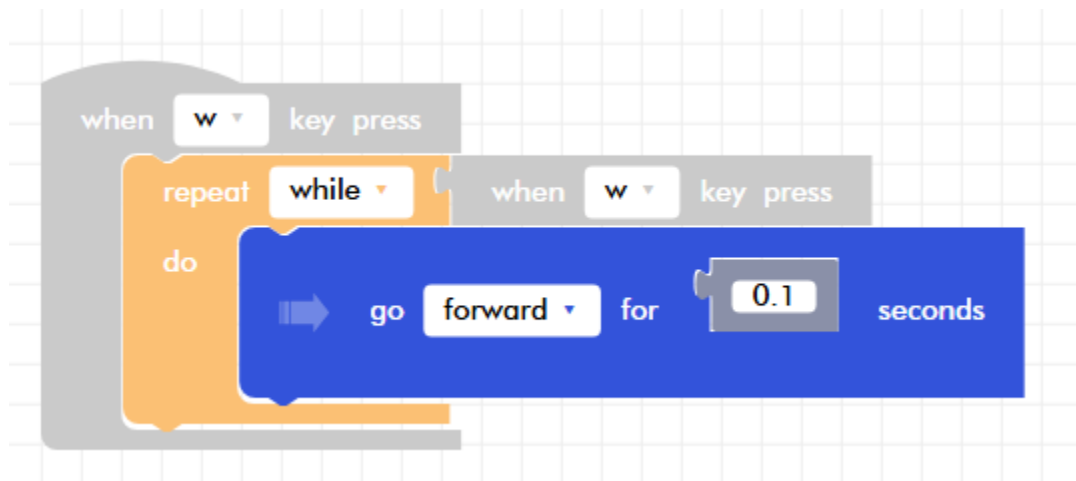 when w key press
repeat while when w key press
do
go forward for 0.1 seconds